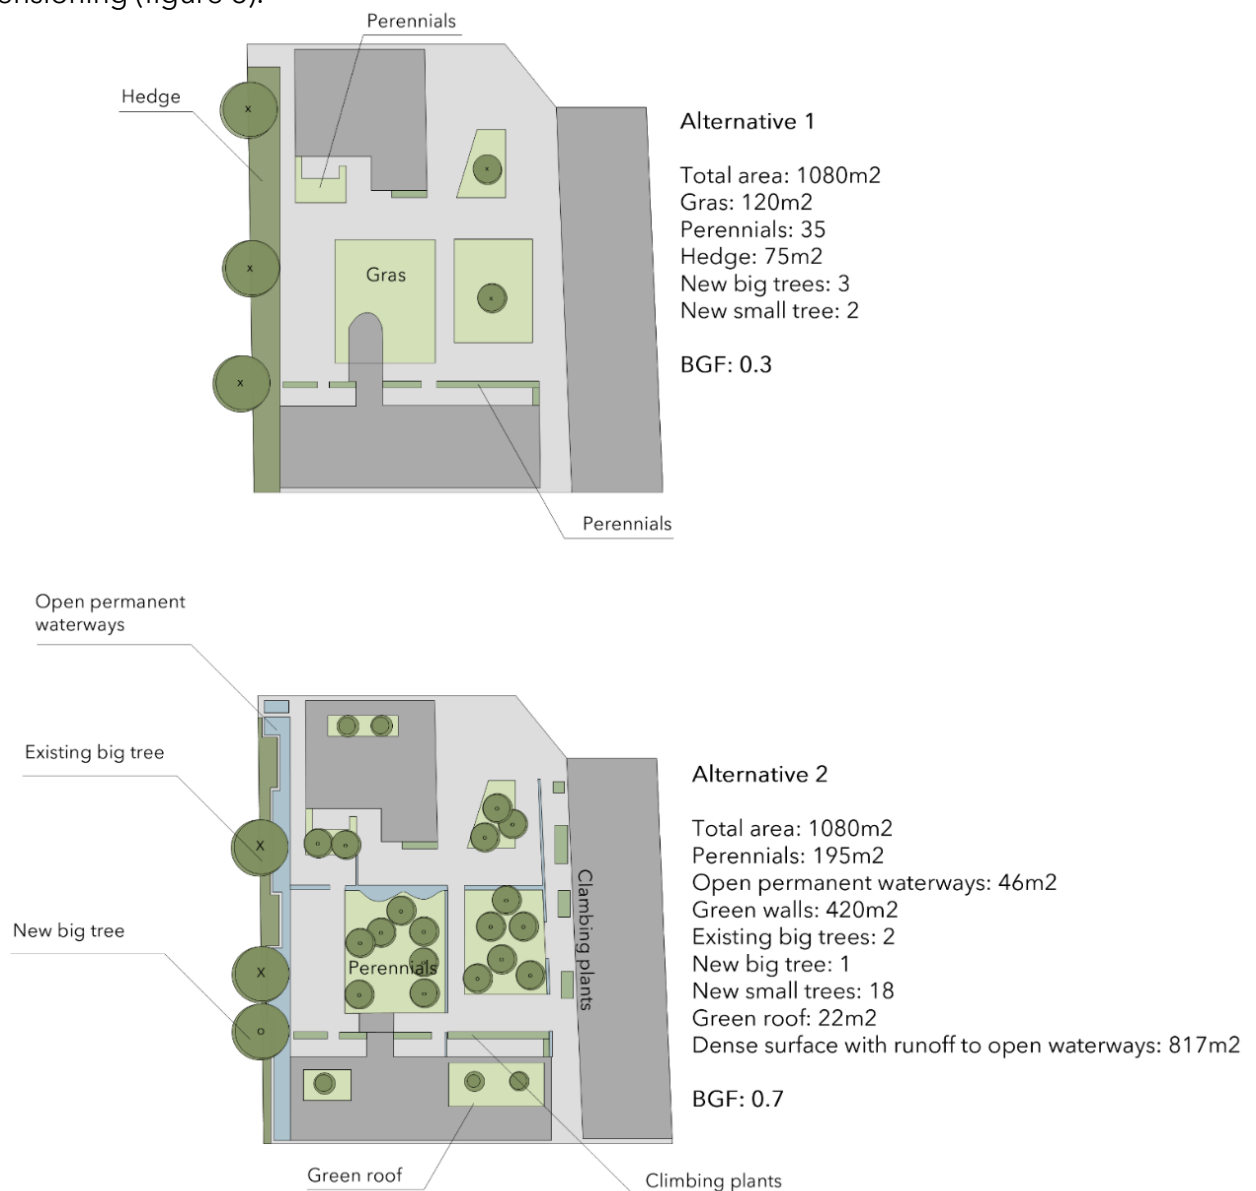 Perennials
Hedge
Alternative 1
Total area: 1080m2
Gras: 120m2
Perennials: 35
Hedge: 75m2
New big trees: 3
New small tree: 2
BGF: 0.3
Gras
Perennials
Open permanent
waterways
Existing big tree
New big tree
Alternative 2
Total area: 1080m2
Perennials: 195m2
Open permanent waterways: 46m2
Green walls: 420m2
Existing big trees: 2
New big tree: 1
New small trees: 18
Green roof: 22m2
Dense surface with runoff to open waterways: 817m2
BGF: 0.7
Clambing plants
Perennials
Green roof
Climbing plants